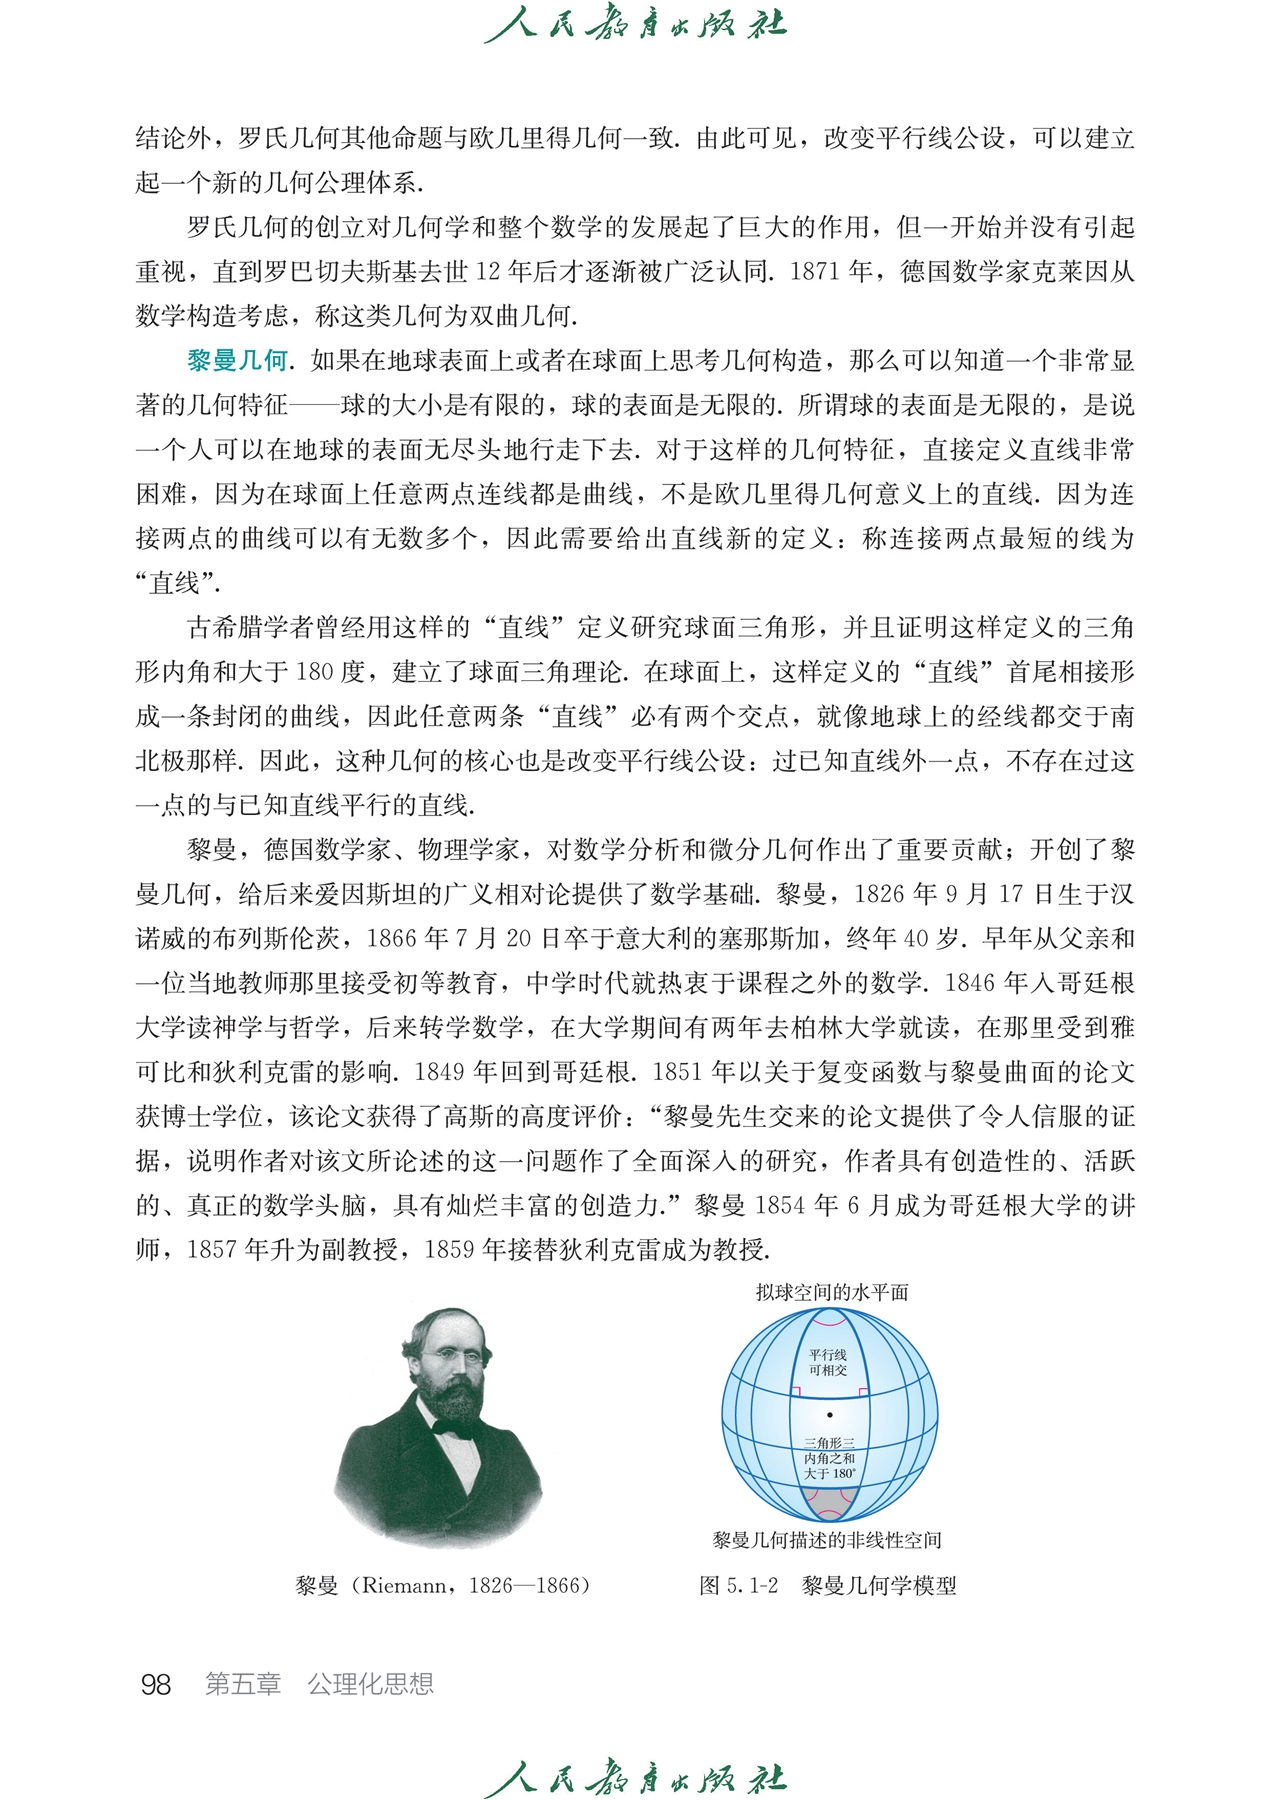 人民教育出版社
结论外，罗氏几何其他命题与欧几里得几何一致．由此可见，改变平行线公设，可以建立
起一个新的几何公理体系．
罗氏几何的创立对几何学和整个数学的发展起了巨大的作用，但一开始并没有引起
重视，直到罗巴切夫斯基去世 12 年后才逐渐被广泛认同．1871 年，德国数学家克莱因从
数学构造考虑，称这类几何为双曲几何．
黎曼几何．如果在地球表面上或者在球面上思考几何构造，那么可以知道一个非常显
著的几何特征——球的大小是有限的，球的表面是无限的．所谓球的表面是无限的，是说
一个人可以在地球的表面无尽头地行走下去．对于这样的几何特征，直接定义直线非常
困难，因为在球面上任意两点连线都是曲线，不是欧几里得几何意义上的直线．因为连
接两点的曲线可以有无数多个，因此需要给出直线新的定义：称连接两点最短的线为
“直线”．
古希腊学者曾经用这样的“直线”定义研究球面三角形，并且证明这样定义的三角
形内角和大于 180 度，建立了球面三角理论．在球面上，这样定义的“直线”首尾相接形
成一条封闭的曲线，因此任意两条“直线”必有两个交点，就像地球上的经线都交于南
北极那样．因此，这种几何的核心也是改变平行线公设：过已知直线外一点，不存在过这
一点的与已知直线平行的直线．
黎曼，德国数学家、物理学家，对数学分析和微分几何作出了重要贡献；开创了黎
曼几何，给后来爱因斯坦的广义相对论提供了数学基础．黎曼，1826 年 9 月 17 日生于汉
诺威的布列斯伦茨，1866 年 7 月 20 日卒于意大利的塞那斯加，终年 40 岁．早年从父亲和
一位当地教师那里接受初等教育，中学时代就热衷于课程之外的数学．1846 年入哥廷根
大学读神学与哲学，后来转学数学，在大学期间有两年去柏林大学就读，在那里受到雅
可比和狄利克雷的影响．1849 年回到哥廷根．1851 年以关于复变函数与黎曼曲面的论文
获博士学位，该论文获得了高斯的高度评价：“黎曼先生交来的论文提供了令人信服的证
据，说明作者对该文所论述的这一问题作了全面深入的研究，作者具有创造性的、活跃
的、真正的数学头脑，具有灿烂丰富的创造力．”黎曼 1854 年 6 月成为哥廷根大学的讲
师，1857 年升为副教授，1859 年接替狄利克雷成为教授．
拟球空间的水平面
平行线
可相交
三角形三
内角之和
大于 180°
黎曼几何描述的非线性空间
黎曼（Riemann，1826—1866）
图 5.1-2 黎曼几何学模型
98 第五章 公理化思想
人民教育出版社